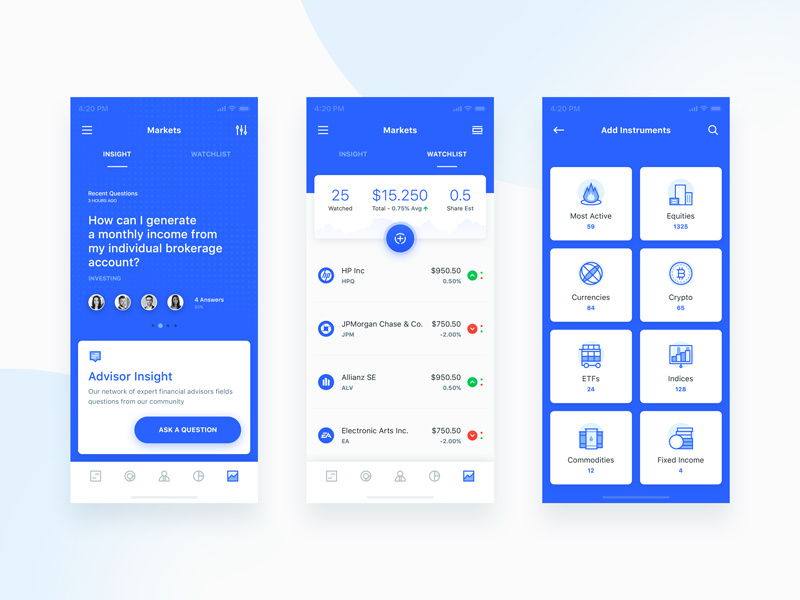 4:20 PM
Markets
INSIGHT
WATCHLIST
Recent Questions
3 HOURS AGO
How can I generate
a monthly income from
my individual brokerage
account?
INVESTING
4 Answers
Advisor Insight
Our network of expert financial advisors fields
questions from our community
ASK A QUESTION
4:20 PM
Markets
INSIGHT
WATCHLIST
25
Watched
$15.250
Total - 0.75% Avg
0.5
Share Est
hp
HP Inc
HPQ
$950.50
0.50%
JPMorgan Chase & Co.
JPM
$750.50
-2.00%
Allianz SE
ALV
$950.50
0.50%
EA
Electronic Arts Inc.
EA
$750.50
-2.00%
4:20 PM
Add Instruments
Most Active
59
Equities
1325
Currencies
84
Crypto
65
ETFs
24
Indices
128
Commodities
12
Fixed Income
4